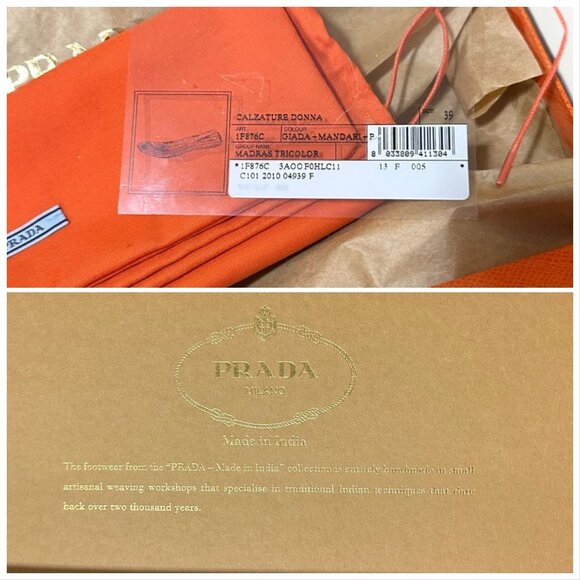 PRADA
CALZATURE DONNA
ART. COLOUR SIZE 39
1F876C GIADA+MANDARI+P
GROUP NAME
MADRAS TRICOLOR
8 033809 411304
*1F876C 3AOO F0HLC11 13 F 005
C101 2010 04939 F
PRADA
PRADA
MILANO
Made in India
The footwear from the “PRADA – Made in India” collection is entirely handmade in small
artisanal weaving workshops that specialise in traditional Indian techniques that date
back over two thousand years.